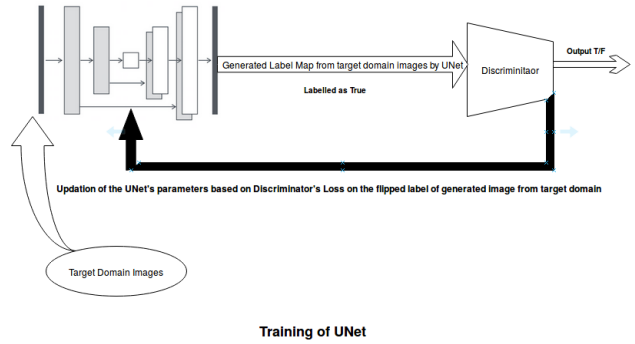 Generated Label Map from target domain images by UNet
Labelled as True
Discriminitaor
Output T/F
Updation of the UNet's parameters based on Discriminator's Loss on the flipped label of generated image from target domain
Target Domain Images
Training of UNet